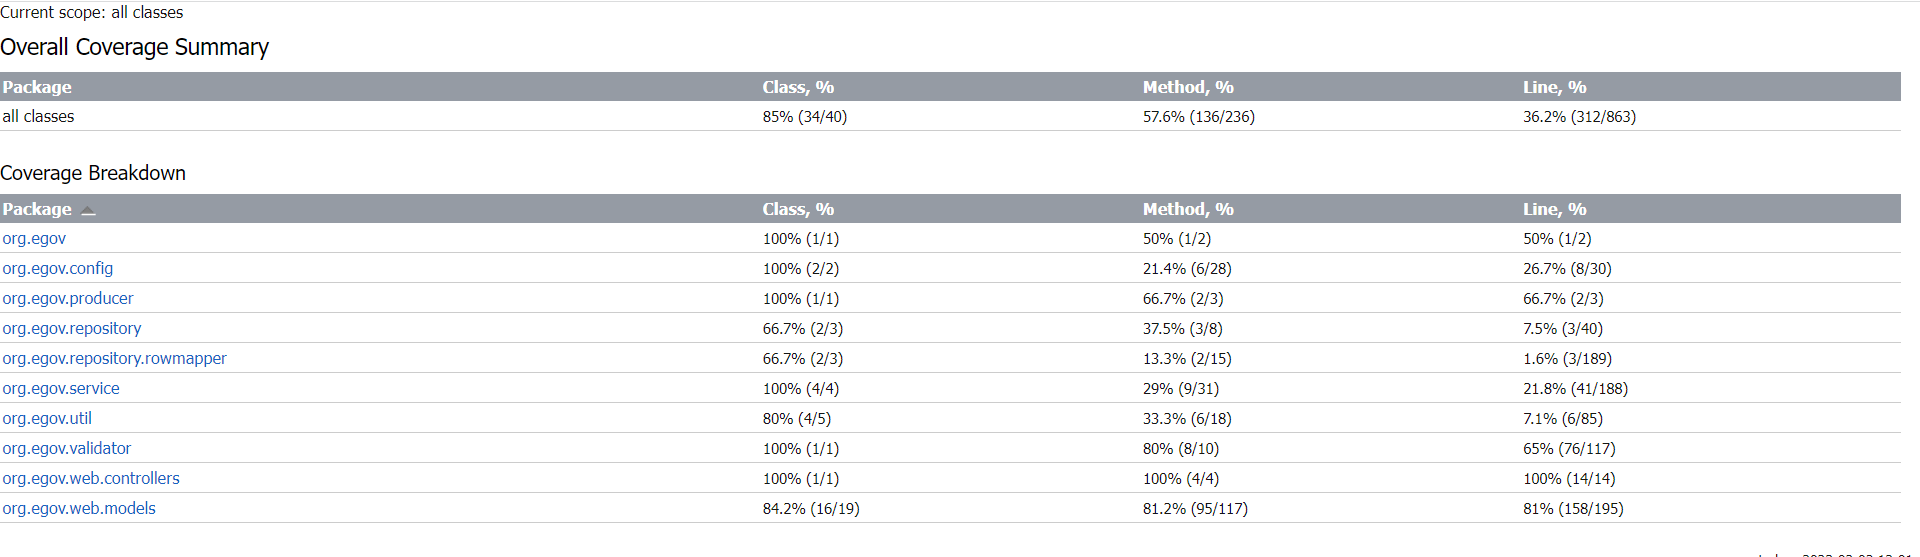 Current scope: all classes
Overall Coverage Summary
Package Class, % Method, % Line, %
all classes 85% (34/40) 57.6% (136/236) 36.2% (312/863)
Coverage Breakdown
Package Class, % Method, % Line, %
org.egov 100% (1/1) 50% (1/2) 50% (1/2)
org.egov.config 100% (2/2) 21.4% (6/28) 26.7% (8/30)
org.egov.producer 100% (1/1) 66.7% (2/3) 66.7% (2/3)
org.egov.repository 66.7% (2/3) 37.5% (3/8) 7.5% (3/40)
org.egov.repository.rowmapper 66.7% (2/3) 13.3% (2/15) 1.6% (3/189)
org.egov.service 100% (4/4) 29% (9/31) 21.8% (41/188)
org.egov.util 80% (4/5) 33.3% (6/18) 7.1% (6/85)
org.egov.validator 100% (1/1) 80% (8/10) 65% (76/117)
org.egov.web.controllers 100% (1/1) 100% (4/4) 100% (14/14)
org.egov.web.models 84.2% (16/19) 81.2% (95/117) 81% (158/195)